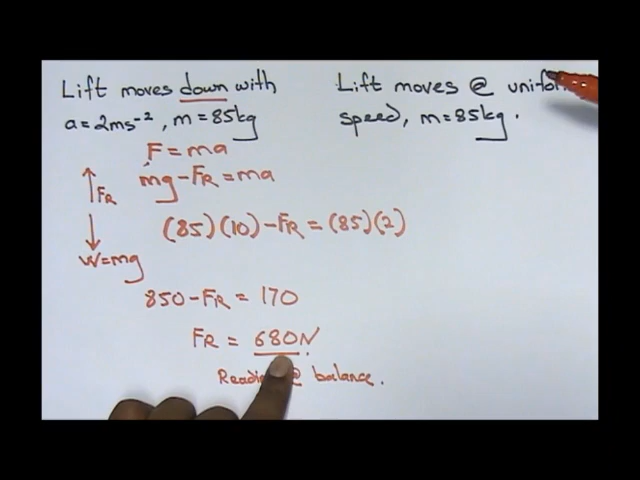 Lift moves down with
a=2ms⁻², m=85kg
F=ma
mg-FR=ma
FR
W=mg
(85)(10)-FR=(85)(2)
850-FR=170
FR=680N.
@ balance.
Lift moves @
speed, m=85kg.